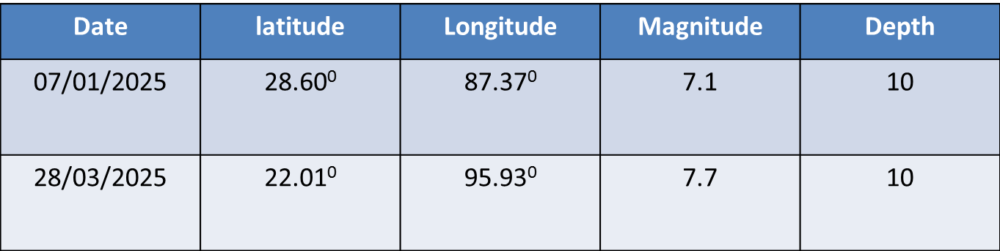 Date latitude Longitude Magnitude Depth
07/01/2025 28.60⁰ 87.37⁰ 7.1 10
28/03/2025 22.01⁰ 95.93⁰ 7.7 10